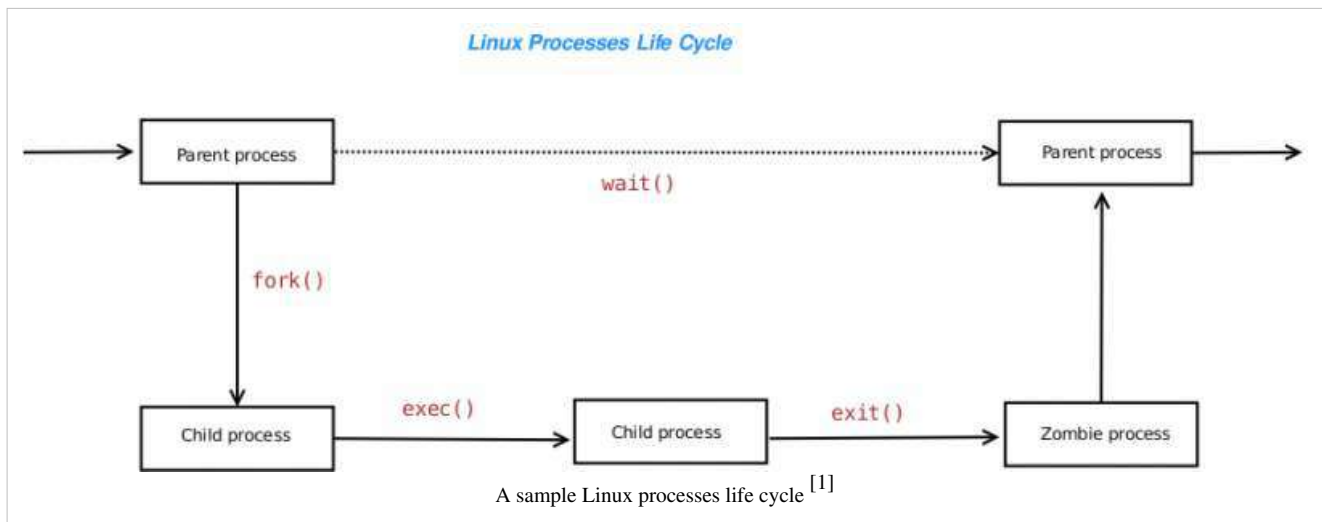 Linux Processes Life Cycle
Parent process
Parent process
wait()
fork()
exec()
exit()
Child process
Child process
Zombie process
A sample Linux processes life cycle [1]